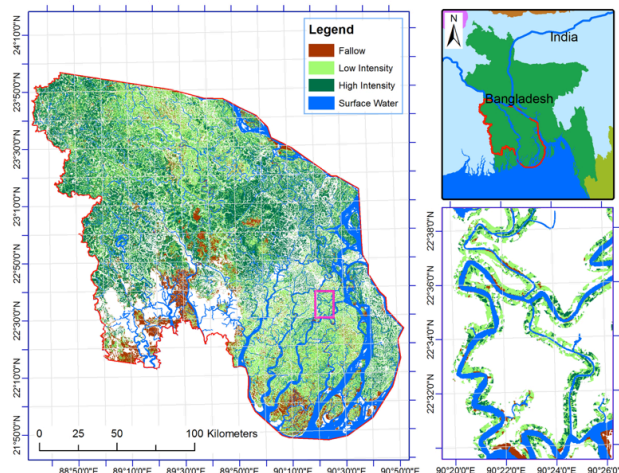 Legend
Fallow
Low Intensity
High Intensity
Surface Water
24°10'0"N
23°50'0"N
23°30'0"N
23°10'0"N
22°50'0"N
22°30'0"N
22°10'0"N
21°50'0"N
0 25 50 100 Kilometers
88°50'0"E 89°10'0"E 89°30'0"E 89°50'0"E 90°10'0"E 90°30'0"E 90°50'0"E
N
India
Bangladesh
22°38'0"N
22°36'0"N
22°34'0"N
22°32'0"N
90°20'0"E 90°22'0"E 90°24'0"E 90°26'0"E